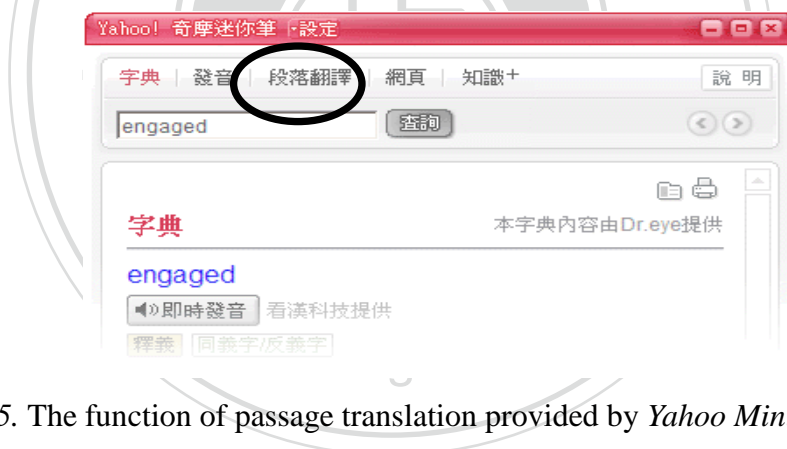 Yahoo! 奇摩迷你筆 設定
字典 | 發音 | 段落翻譯 | 網頁 | 知識+ 說 明
engaged 查詢
字典 本字典內容由Dr.eye提供
engaged
即時發音 看漢科技提供
釋義 同義字/反義字
5. The function of passage translation provided by Yahoo Min